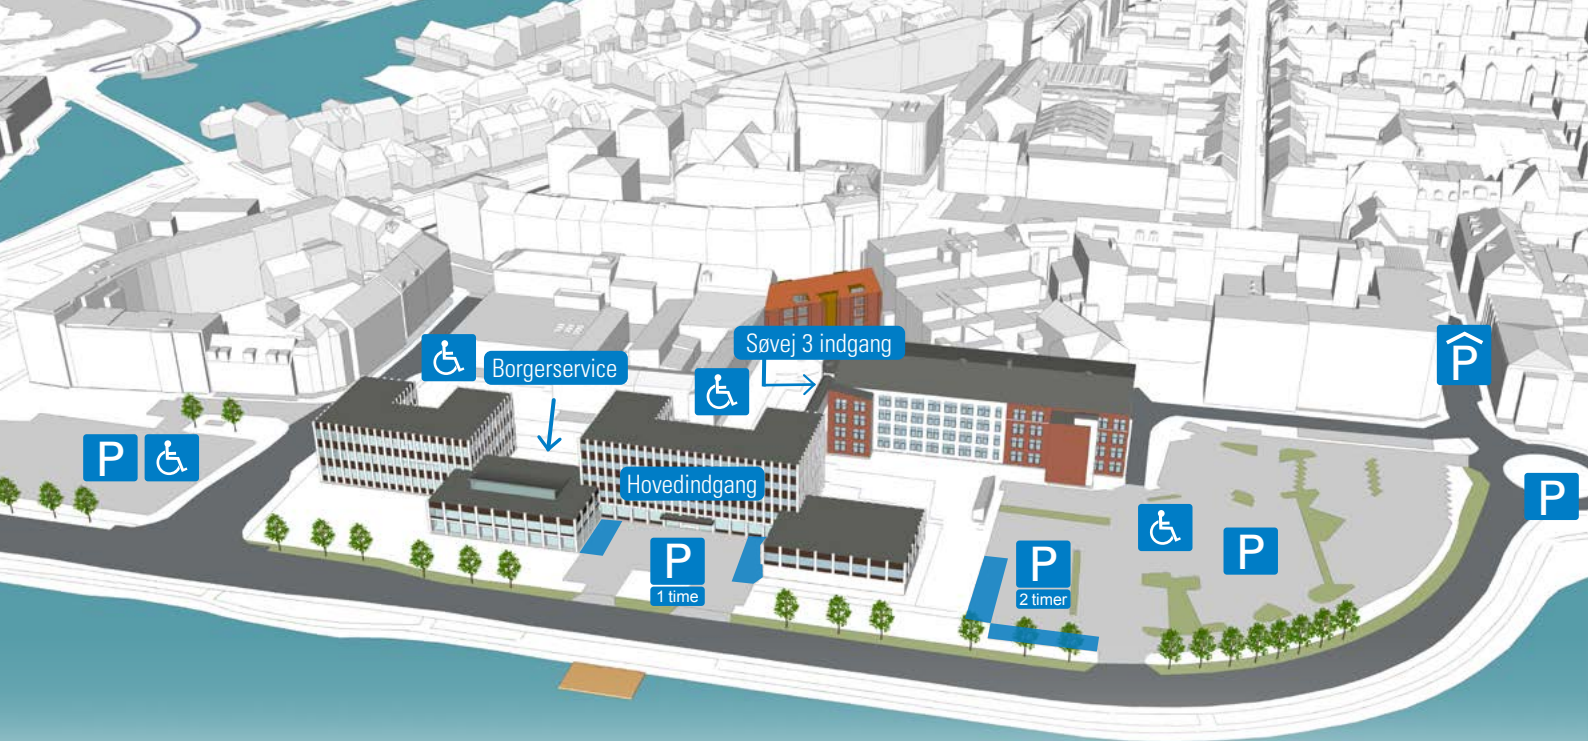 Søvej 3 indgang
P
Borgerservice
P
Hovedindgang
P
P
P
1 time
P
2 timer